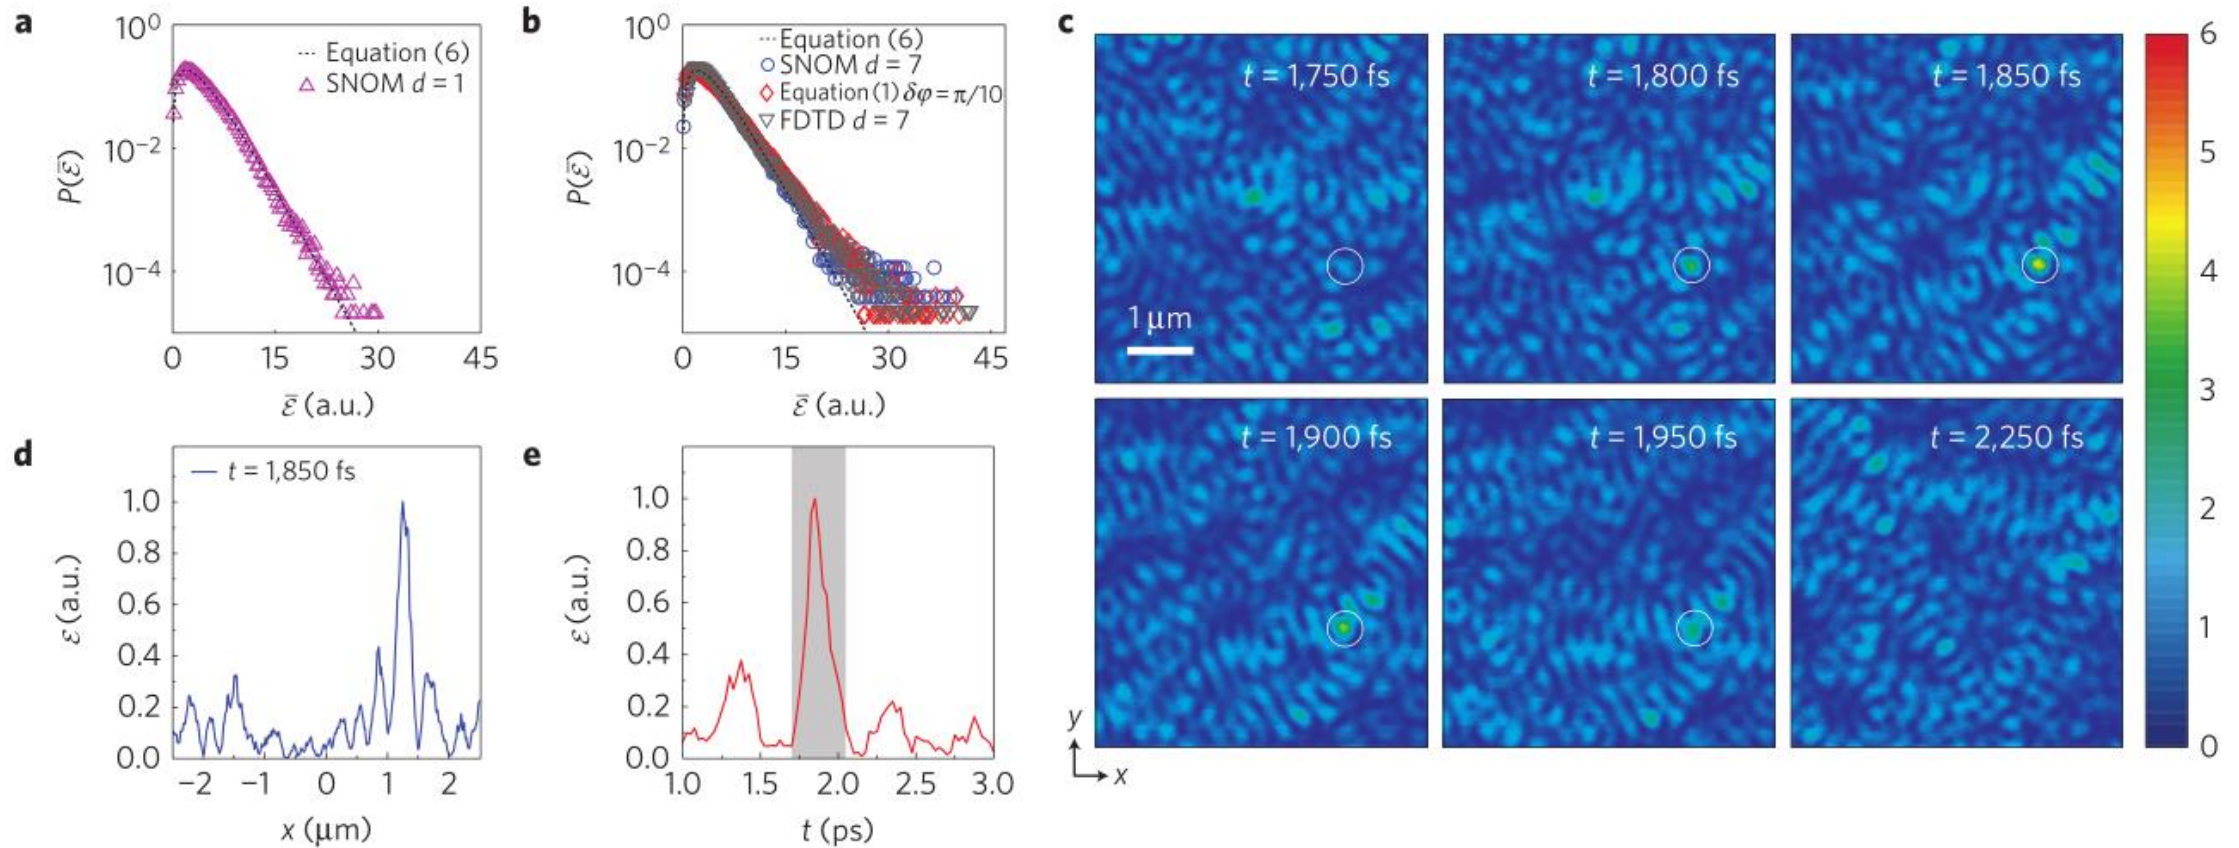 a
10⁰
10⁻²
10⁻⁴
P(ℰ̅)
Equation (6)
SNOM d = 1
0 15 30 45
ℰ̅ (a.u.)
b
10⁰
10⁻²
10⁻⁴
P(ℰ̅)
Equation (6)
SNOM d = 7
Equation (1) δφ = π/10
FDTD d = 7
0 15 30 45
ℰ̅ (a.u.)
c
t = 1,750 fs
1 μm
t = 1,800 fs
t = 1,850 fs
t = 1,900 fs
t = 1,950 fs
t = 2,250 fs
y
x
6
5
4
3
2
1
0
d
t = 1,850 fs
1.0
0.8
0.6
0.4
0.2
0.0
ℰ (a.u.)
−2 −1 0 1 2
x (μm)
e
1.0
0.8
0.6
0.4
0.2
0.0
ℰ (a.u.)
1.0 1.5 2.0 2.5 3.0
t (ps)